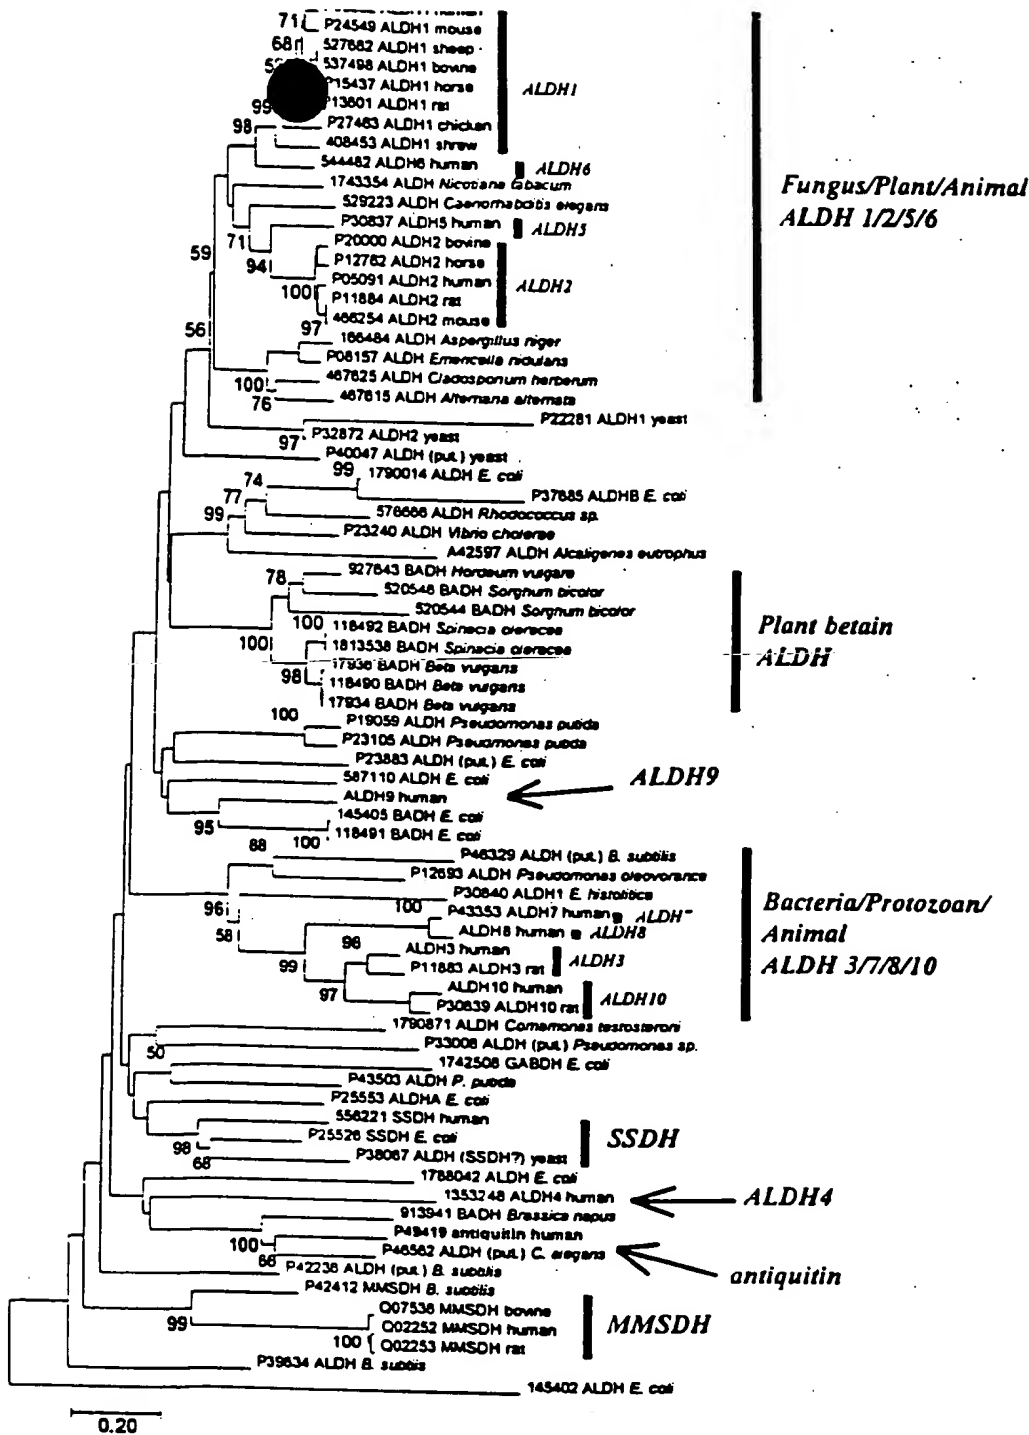 71
P24549 ALDH1 mouse
68
527682 ALDH1 sheep
537498 ALDH1 bovine
P15437 ALDH1 horse
ALDH1
99
P13601 ALDH1 rat
P27463 ALDH1 chicken
98
408453 ALDH1 shrew
544482 ALDH6 human
ALDH6
1743354 ALDH Nicotiana tabacum
Fungus/Plant/Animal
529223 ALDH Caenorhabditis elegans
ALDH 1/2/5/6
P30837 ALDH5 human
ALDH5
71
P20000 ALDH2 bovine
59
94
P12762 ALDH2 horse
P05091 ALDH2 human
ALDH2
100
P11884 ALDH2 rat
466254 ALDH2 mouse
97
56
166484 ALDH Aspergillus niger
P08157 ALDH Emericella nidulans
467625 ALDH Cladosporium herbarum
100
467615 ALDH Alternaria alternata
76
P22281 ALDH1 yeast
P32872 ALDH2 yeast
97
P40047 ALDH (put.) yeast
99
1790014 ALDH E. coli
74
P37685 ALDHB E. coli
77
576666 ALDH Rhodococcus sp.
99
P23240 ALDH Vibrio cholerae
A42597 ALDH Alcaligenes eutrophus
927643 BADH Hordeum vulgare
78
520546 BADH Sorghum bicolor
520544 BADH Sorghum bicolor
100
118492 BADH Spinacia oleracea
Plant betain
100
1813538 BADH Spinacia oleracea
ALDH
17936 BADH Beta vulgaris
98
118490 BADH Beta vulgaris
17934 BADH Beta vulgaris
100
P19059 ALDH Pseudomonas putida
P23105 ALDH Pseudmonas putida
P23883 ALDH (put.) E. coli
587110 ALDH E. coli
ALDH9
ALDH9 human
145405 BADH E. coli
95
118491 BADH E. coli
100
88
P46329 ALDH (put.) B. subtilis
P12693 ALDH Pseudomonas oleovorance
P30840 ALDH1 E. histolitica
Bacteria/Protozoan/
96
100
P43353 ALDH7 human
ALDH
Animal
58
ALDH8 human
ALDH8
98
ALDH3 human
ALDH 3/7/8/10
99
P11883 ALDH3 rat
ALDH3
97
ALDH10 human
P30839 ALDH10 rat
ALDH10
1790871 ALDH Comamonas testosteroni
P33008 ALDH (put.) Pseudomonas sp.
50
1742508 GABDH E. coli
P43503 ALDH P. putida
P25553 ALDHA E. coli
556221 SSDH human
P25526 SSDH E. coli
SSDH
98
P38067 ALDH (SSDH?) yeast
68
1788042 ALDH E. coli
1353248 ALDH4 human
ALDH4
913941 BADH Brassica napus
P49419 antiquitin human
100
P46562 ALDH (put.) C. elegans
66
P42236 ALDH (put.) B. subtilis
antiquitin
P42412 MMSDH B. subtilis
Q07536 MMSDH bovine
99
Q02252 MMSDH human
MMSDH
100
Q02253 MMSDH rat
P39634 ALDH B. subtilis
145402 ALDH E. coli
0.20